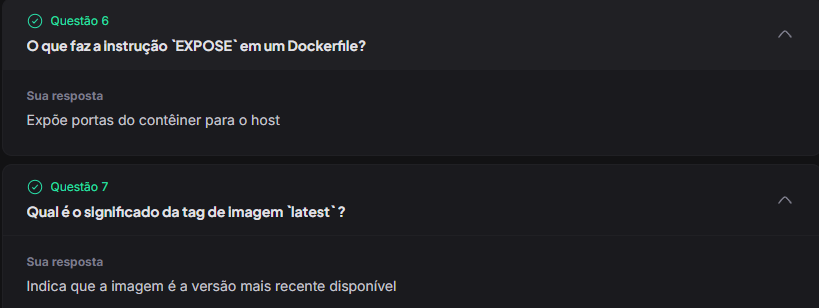 Questão 6
O que faz a instrução `EXPOSE` em um Dockerfile?
Sua resposta
Expõe portas do contêiner para o host
Questão 7
Qual é o significado da tag de imagem `latest`?
Sua resposta
Indica que a imagem é a versão mais recente disponível